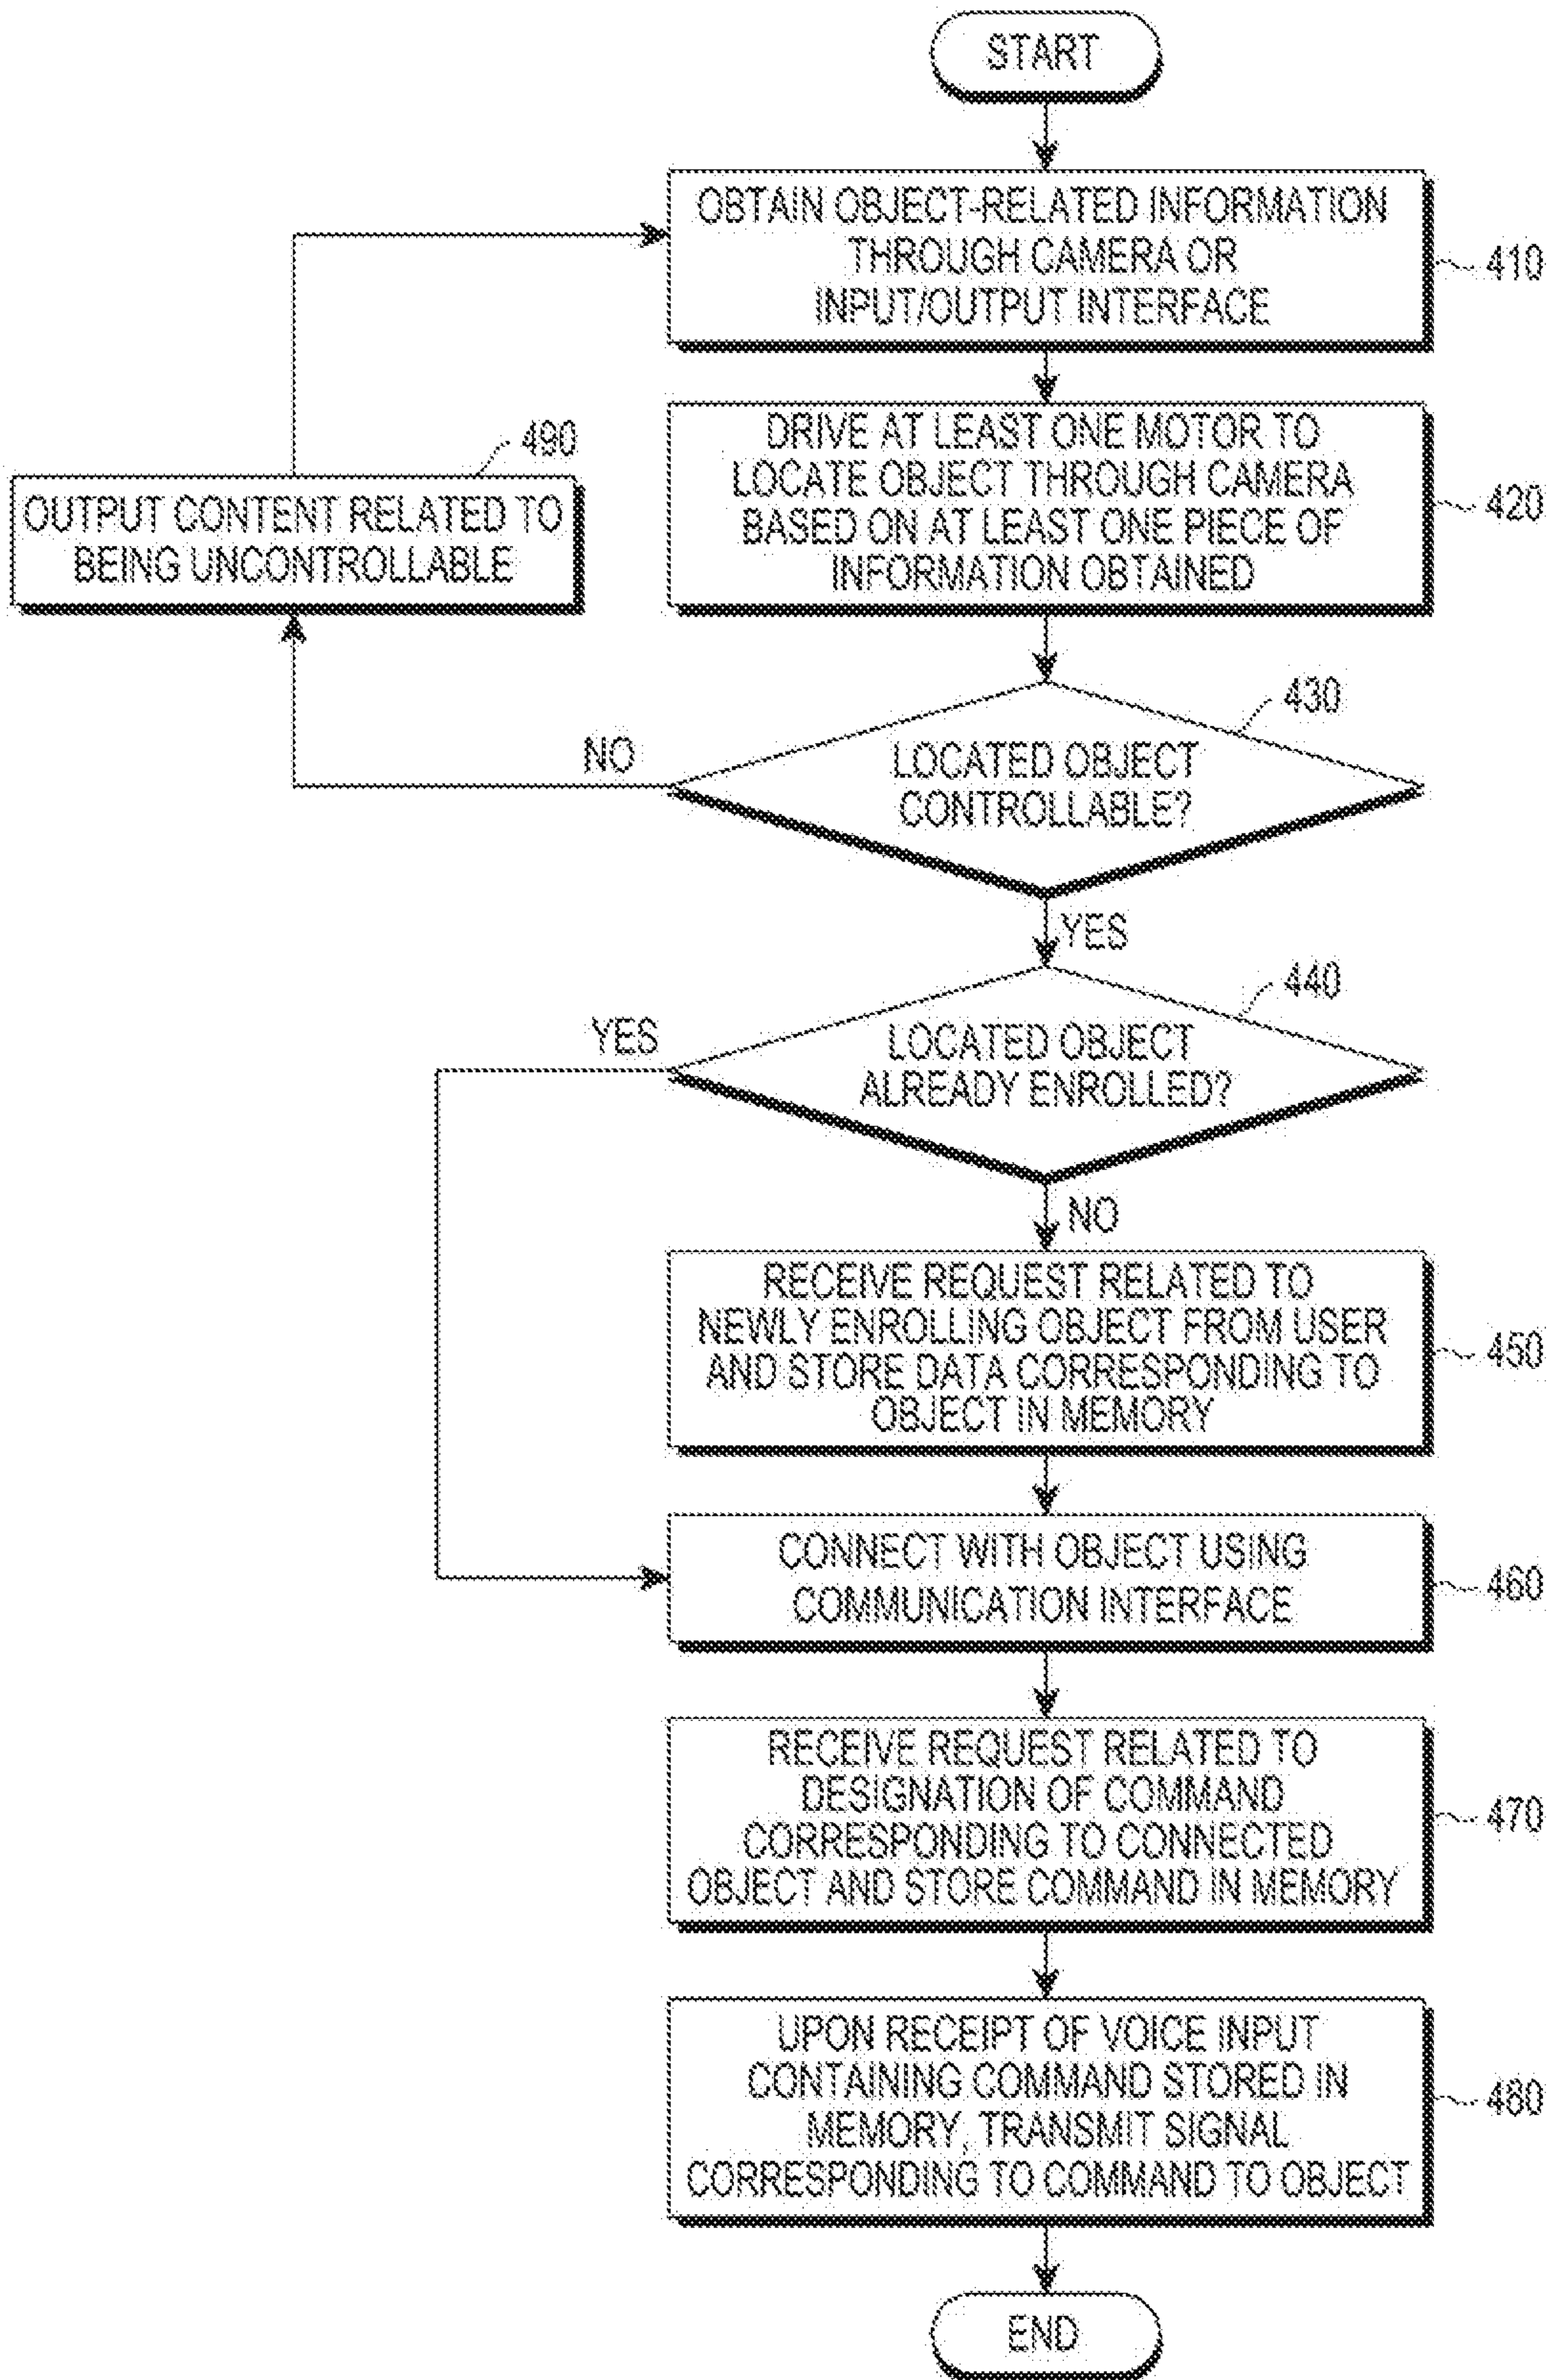 START
OBTAIN OBJECT-RELATED INFORMATION
THROUGH CAMERA OR
INPUT/OUTPUT INTERFACE
410
DRIVE AT LEAST ONE MOTOR TO
LOCATE OBJECT THROUGH CAMERA
BASED ON AT LEAST ONE PIECE OF
INFORMATION OBTAINED
420
490
OUTPUT CONTENT RELATED TO
BEING UNCONTROLLABLE
430
NO
LOCATED OBJECT
CONTROLLABLE?
YES
440
YES
LOCATED OBJECT
ALREADY ENROLLED?
NO
RECEIVE REQUEST RELATED TO
NEWLY ENROLLING OBJECT FROM USER
AND STORE DATA CORRESPONDING TO
OBJECT IN MEMORY
450
CONNECT WITH OBJECT USING
COMMUNICATION INTERFACE
460
RECEIVE REQUEST RELATED TO
DESIGNATION OF COMMAND
CORRESPONDING TO CONNECTED
OBJECT AND STORE COMMAND IN MEMORY
470
UPON RECEIPT OF VOICE INPUT
CONTAINING COMMAND STORED IN
MEMORY, TRANSMIT SIGNAL
CORRESPONDING TO COMMAND TO OBJECT
480
END